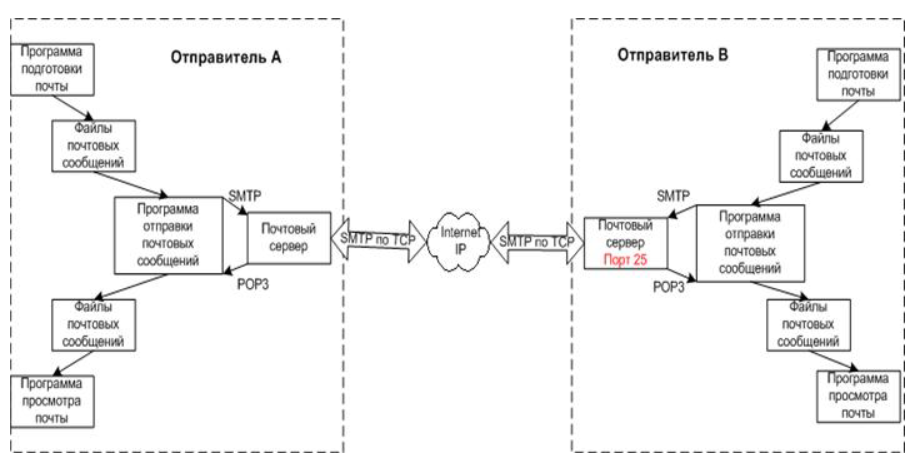 Отправитель А
Программа
подготовки
почты
Файлы
почтовых
сообщений
SMTP
Программа
отправки
почтовых
сообщений
Почтовый
сервер
POP3
Файлы
почтовых
сообщений
Программа
просмотра
почты
SMTP по TCP
Internet
IP
SMTP по TCP
Отправитель В
Программа
подготовки
почты
Файлы
почтовых
сообщений
SMTP
Почтовый
сервер
Порт 25
Программа
отправки
почтовых
сообщений
POP3
Файлы
почтовых
сообщений
Программа
просмотра
почты